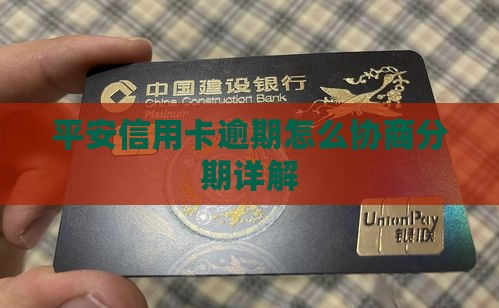 中国建设银行
China Construction Bank
Platinum
平安信用卡逾期怎么协商分
期详解
UnionPay
银联